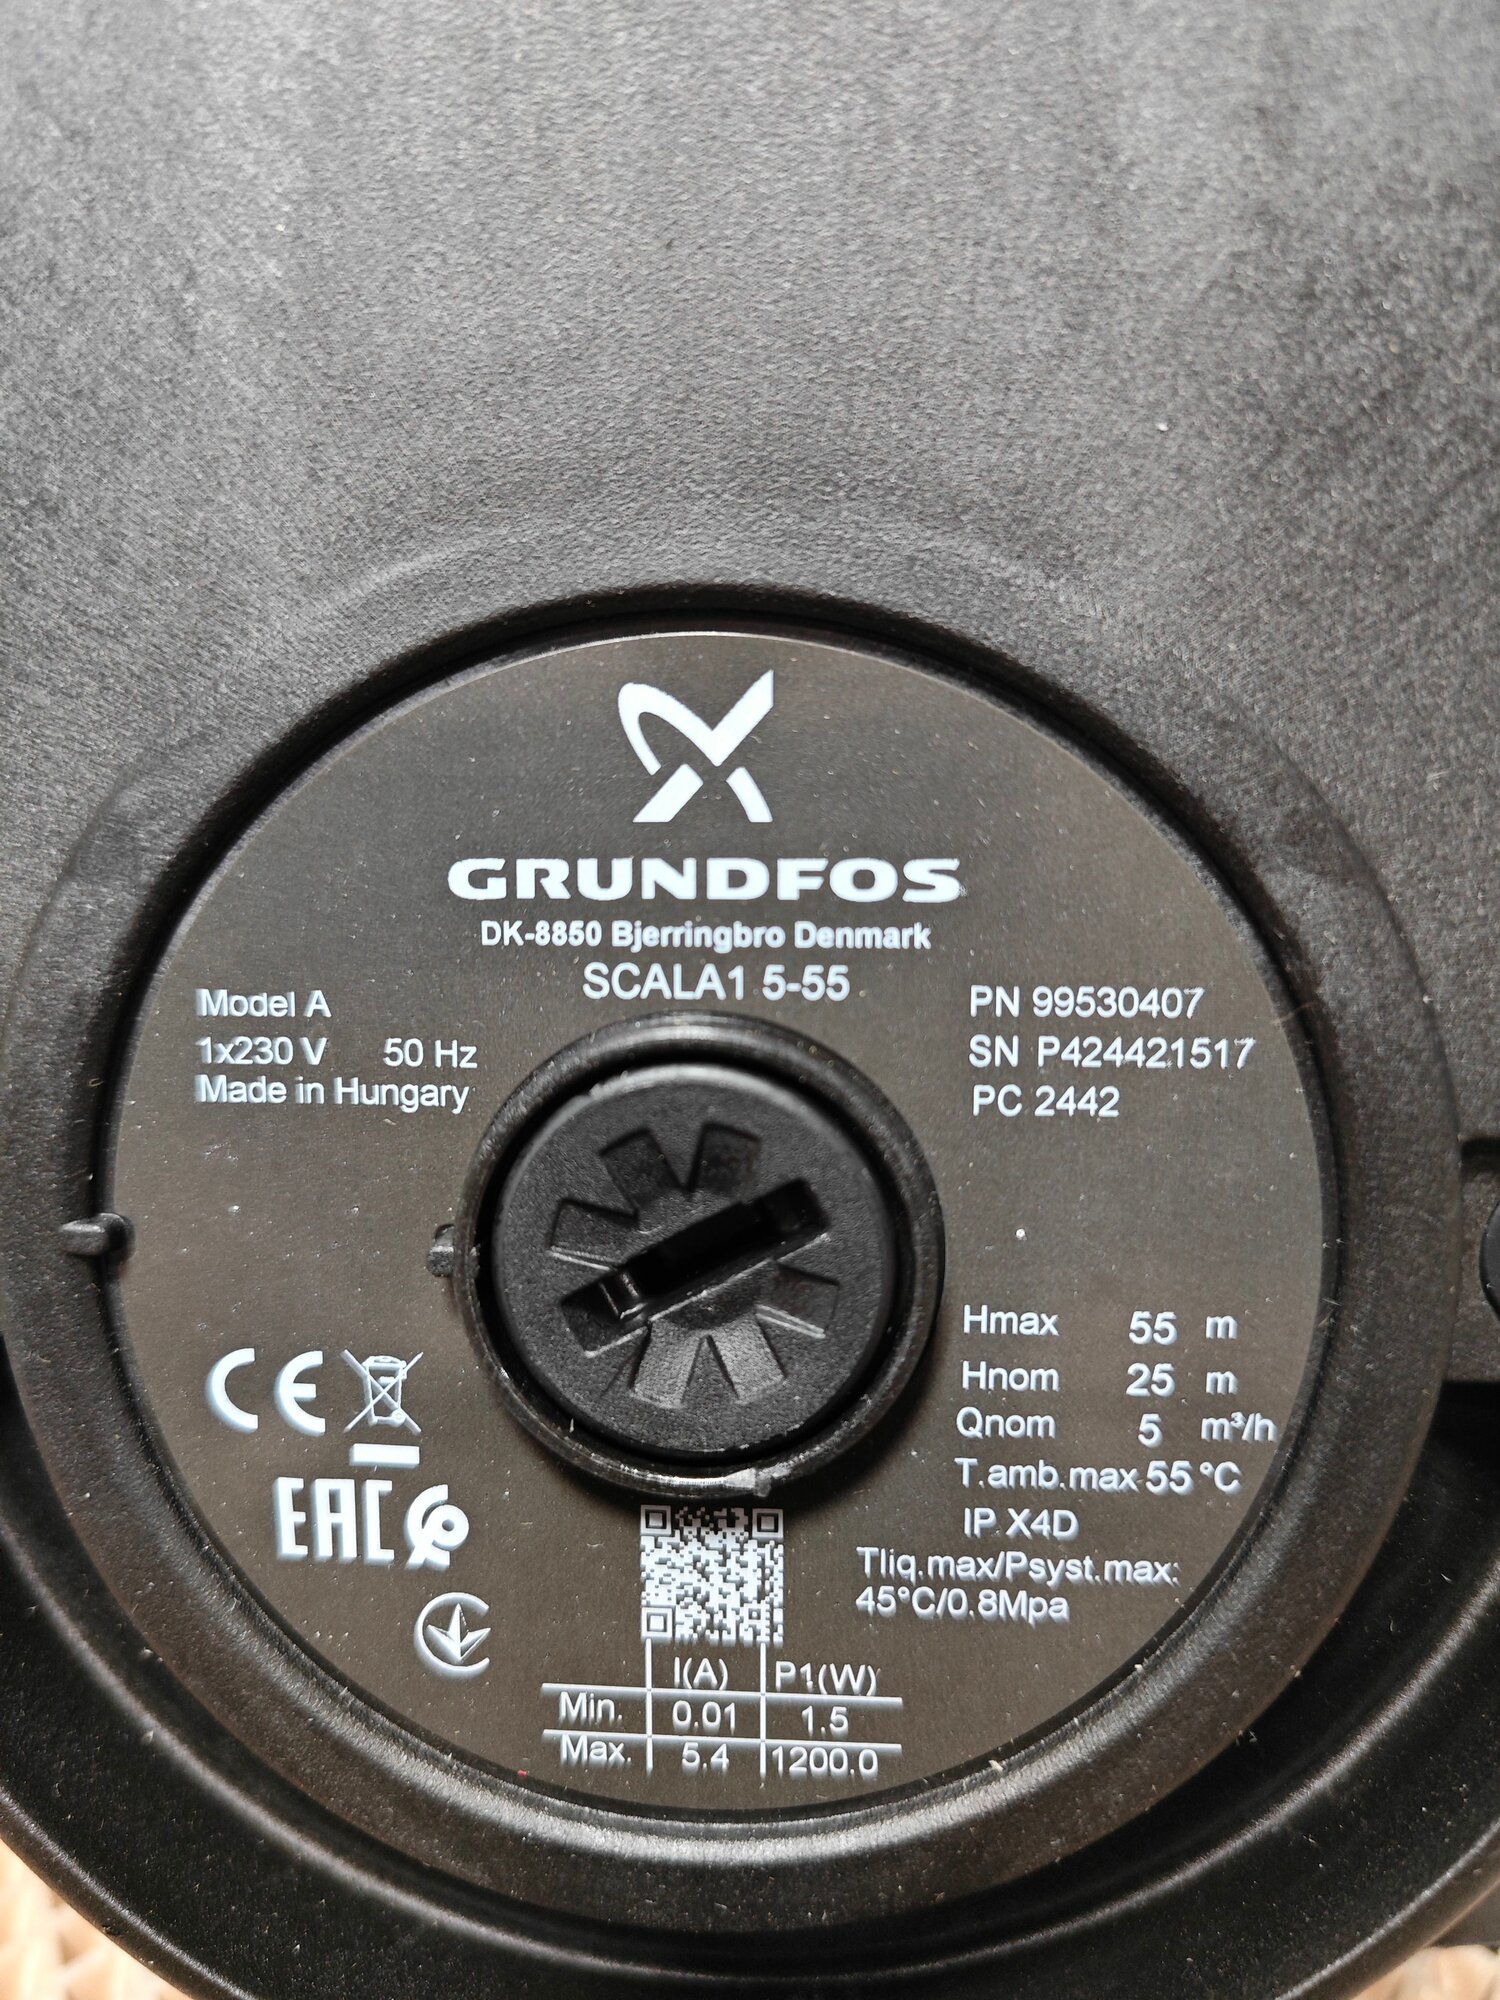 GRUNDFOS
DK-8850 Bjerringbro Denmark
SCALA1 5-55
Model A
1x230 V 50 Hz
Made in Hungary
PN 99530407
SN P424421517
PC 2442
Hmax 55 m
Hnom 25 m
Qnom 5 m³/h
T.amb.max 55 °C
IP X4D
Tliq.max/Psyst.max:
45°C/0.8Mpa
CE
EAC
I(A) P1(W)
Min. 0.01 1.5
Max. 5.4 1200.0